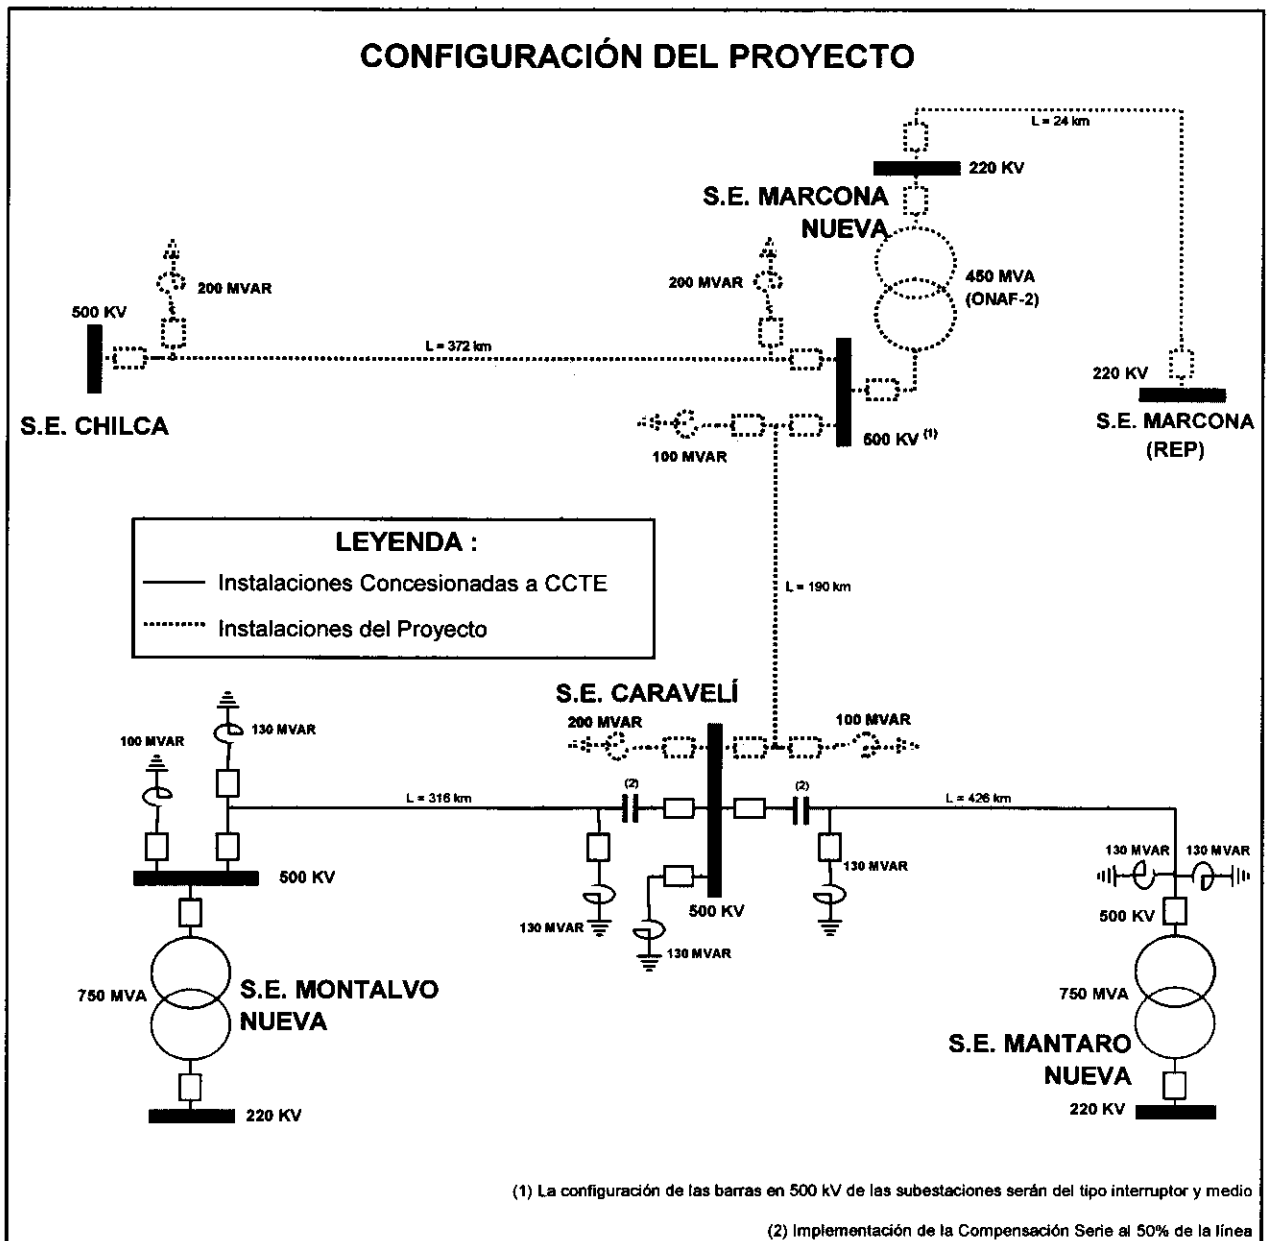 CONFIGURACIÓN DEL PROYECTO
L = 24 km
220 KV
S.E. MARCONA
NUEVA
450 MVA
(ONAF-2)
200 MVAR
200 MVAR
500 KV
L = 372 km
220 KV
S.E. CHILCA
S.E. MARCONA
(REP)
500 KV (1)
100 MVAR
LEYENDA :
Instalaciones Concesionadas a CCTE
Instalaciones del Proyecto
L = 190 km
S.E. CARAVELÍ
200 MVAR
100 MVAR
130 MVAR
100 MVAR
(2)
(2)
L = 316 km
L = 426 km
130 MVAR
130 MVAR
130 MVAR
500 KV
500 KV
500 KV
130 MVAR
130 MVAR
750 MVA
S.E. MONTALVO
NUEVA
750 MVA
S.E. MANTARO
NUEVA
220 KV
220 KV
(1) La configuración de las barras en 500 kV de las subestaciones serán del tipo interruptor y medio
(2) Implementación de la Compensación Serie al 50% de la línea